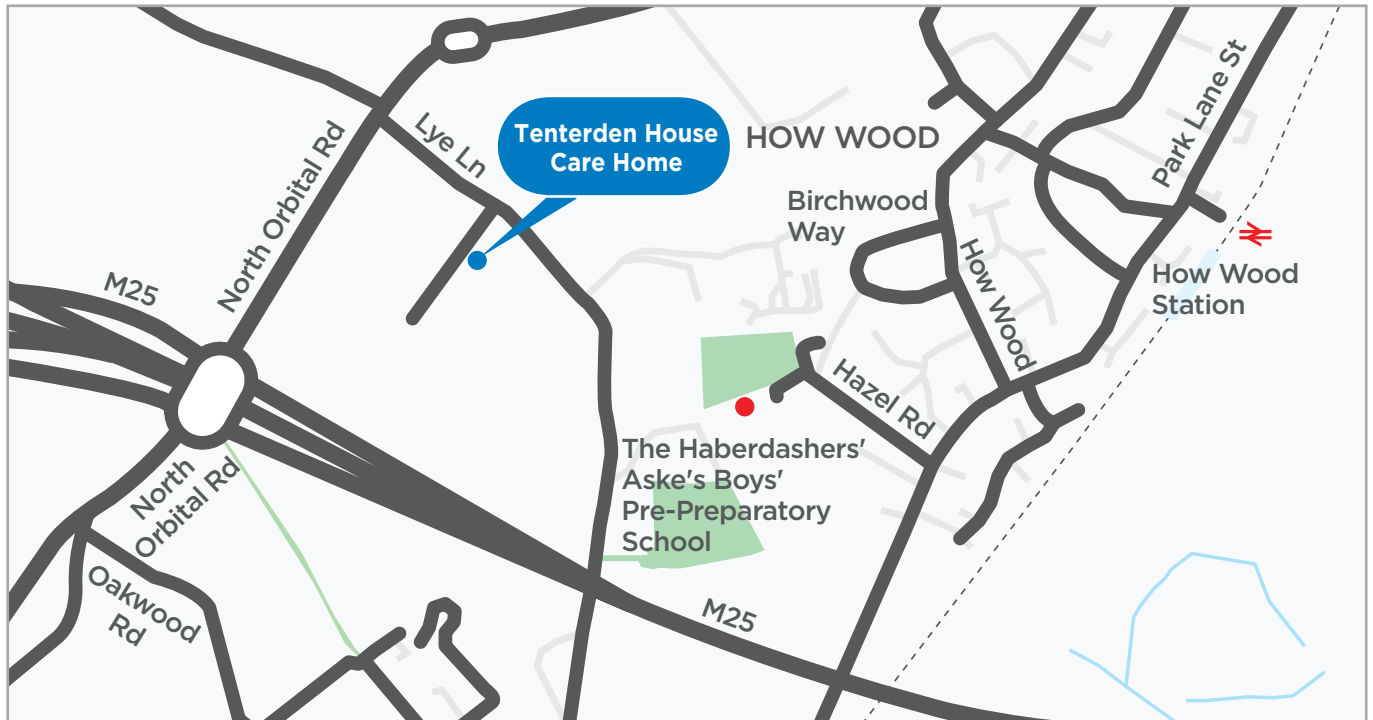 Tenterden House
Care Home
HOW WOOD
Park Lane St
Lye Ln
North Orbital Rd
Birchwood
Way
M25
How Wood
How Wood
Station
Hazel Rd
The Haberdashers'
Aske's Boys'
Pre-Preparatory
School
North
Orbital Rd
Oakwood
Rd
M25